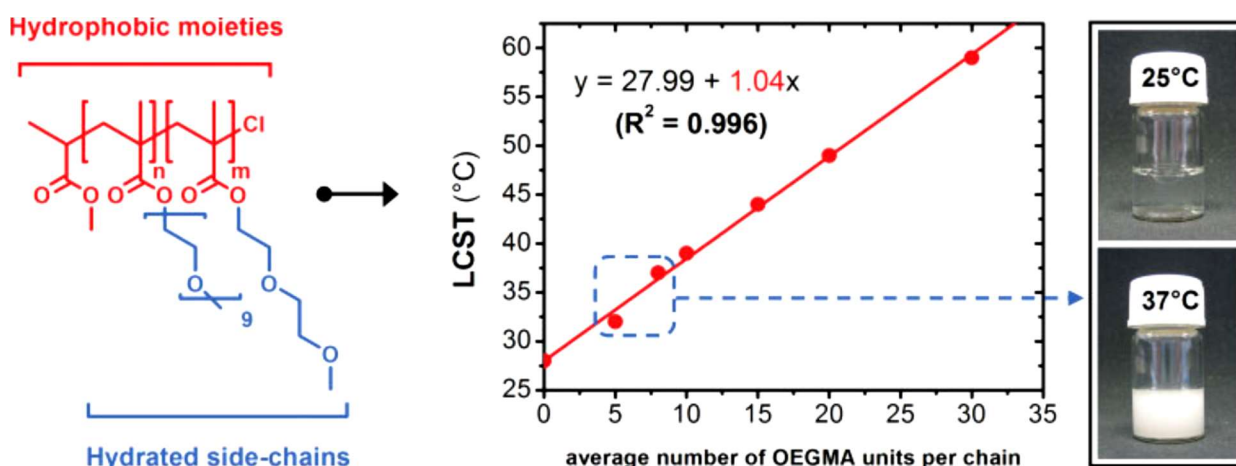 Hydrophobic moieties
n
m
Cl
O
O
O
O
O
O
O
9
O
O
Hydrated side-chains
LCST (°C)
60
55
50
45
40
35
30
25
y = 27.99 + 1.04x
(R² = 0.996)
0
5
10
15
20
25
30
35
average number of OEGMA units per chain
25°C
37°C